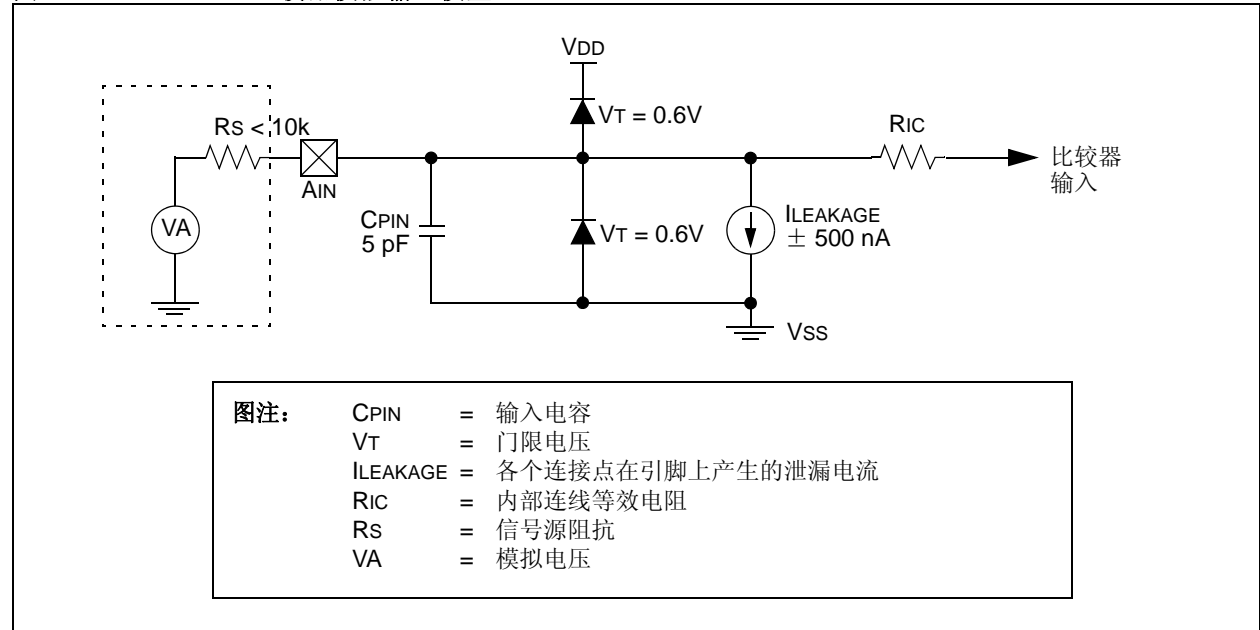 VDD
VT = 0.6V
RS < 10k
RIC
AIN
比较器
输入
VA
CPIN
5 pF
VT = 0.6V
ILEAKAGE
± 500 nA
VSS
图注： CPIN = 输入电容
VT = 门限电压
ILEAKAGE = 各个连接点在引脚上产生的泄漏电流
RIC = 内部连线等效电阻
RS = 信号源阻抗
VA = 模拟电压